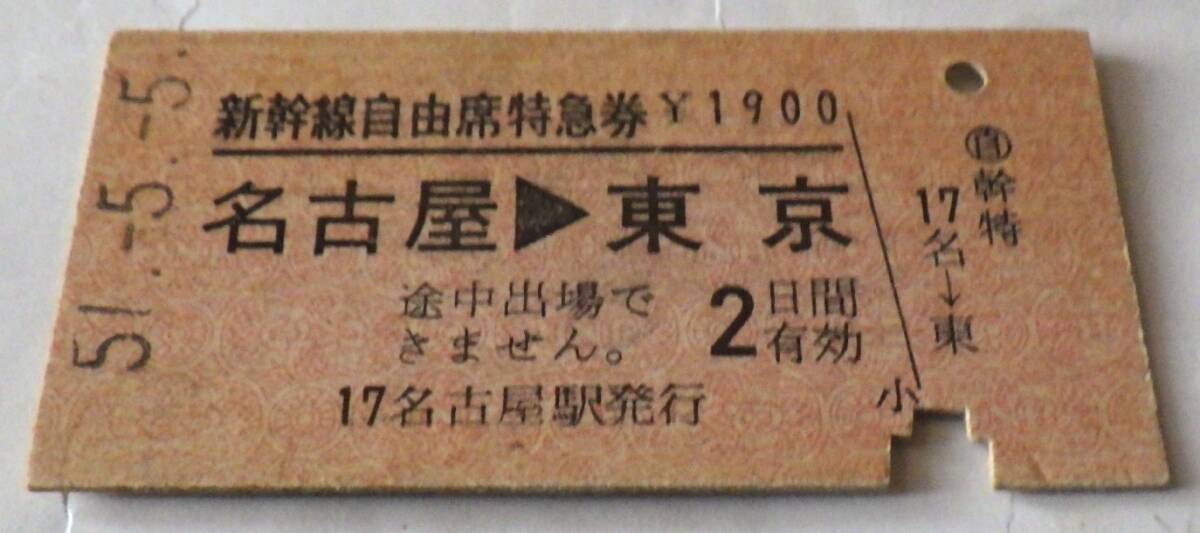 51.-5.-5.
新幹線自由席特急券¥1900
名古屋▶東京
途中出場で
きません。
2日間
有効
17名古屋駅発行
小
㊀幹特
17名→東